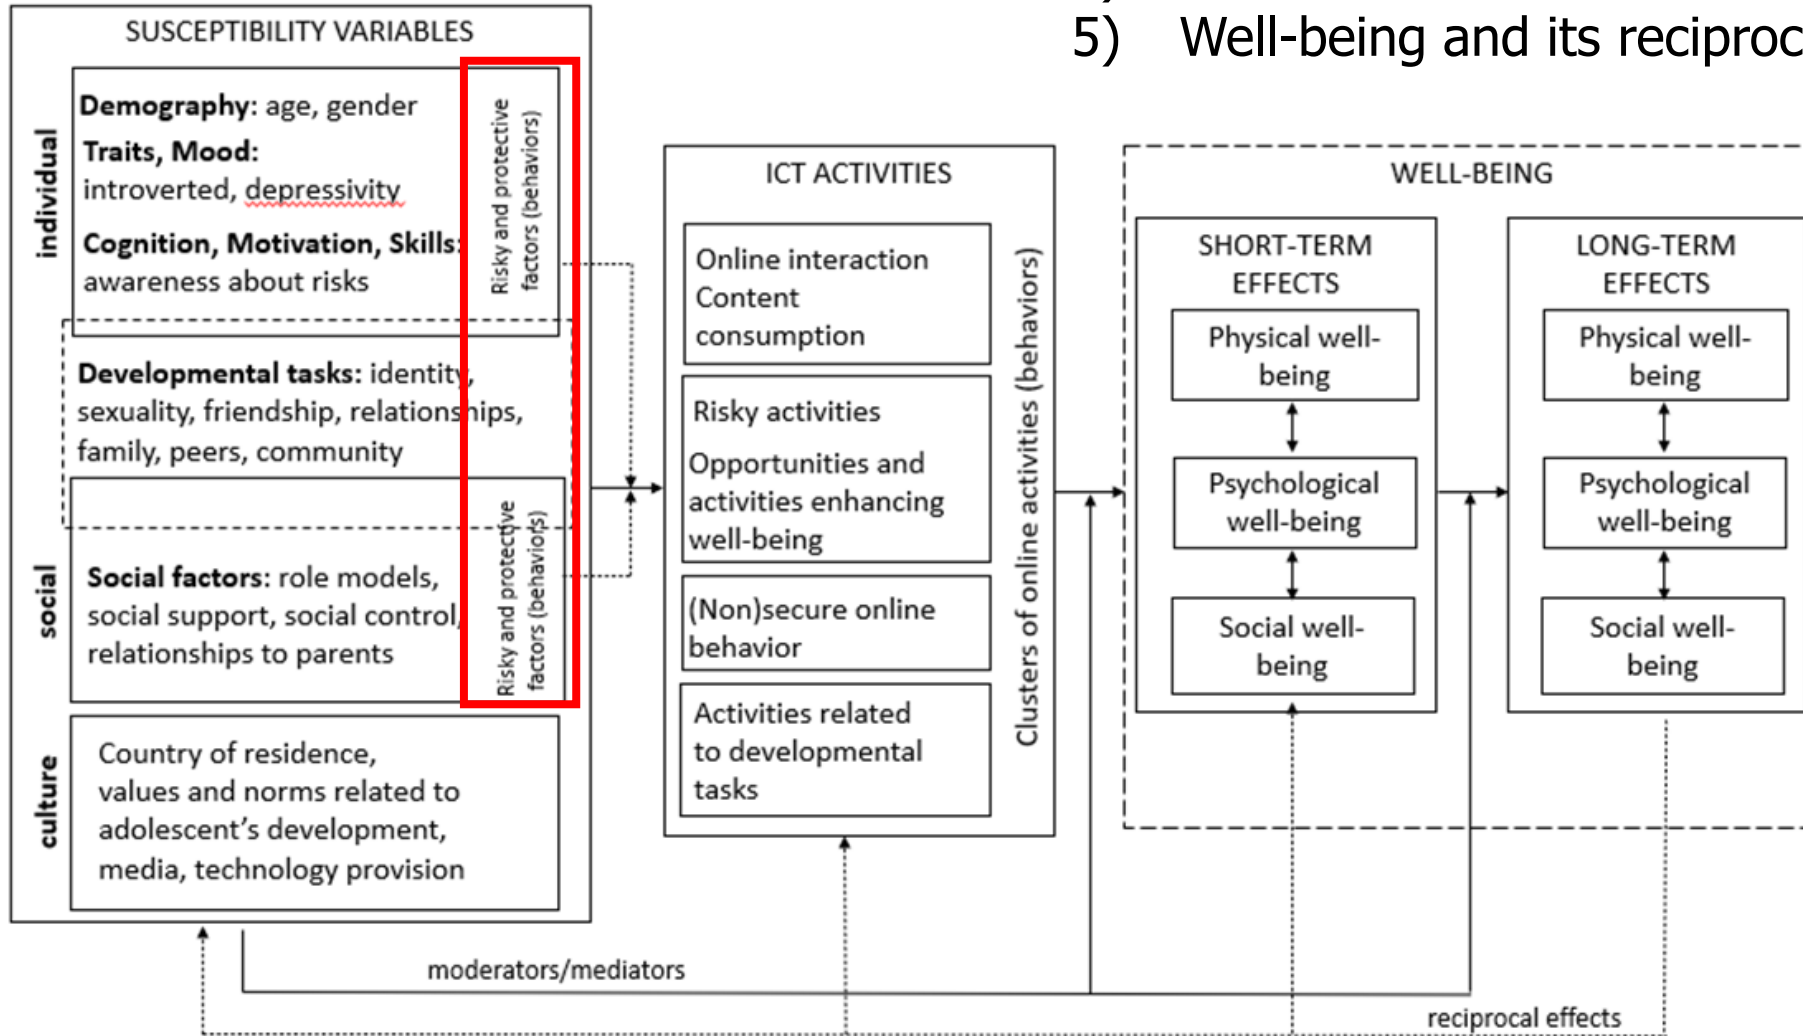 5) Well-being and its reciproc
SUSCEPTIBILITY VARIABLES
individual
Demography: age, gender
Traits, Mood:
introverted, depressivity
Cognition, Motivation, Skills:
awareness about risks
Risky and protective
factors (behaviors)
Developmental tasks: identity,
sexuality, friendship, relationships,
family, peers, community
social
Social factors: role models,
social support, social control,
relationships to parents
Risky and protective
factors (behaviors)
culture
Country of residence,
values and norms related to
adolescent's development,
media, technology provision
ICT ACTIVITIES
Online interaction
Content
consumption
Risky activities
Opportunities and
activities enhancing
well-being
(Non)secure online
behavior
Activities related
to developmental
tasks
Clusters of online activities (behaviors)
WELL-BEING
SHORT-TERM
EFFECTS
Physical well-
being
Psychological
well-being
Social well-
being
LONG-TERM
EFFECTS
Physical well-
being
Psychological
well-being
Social well-
being
moderators/mediators
reciprocal effects